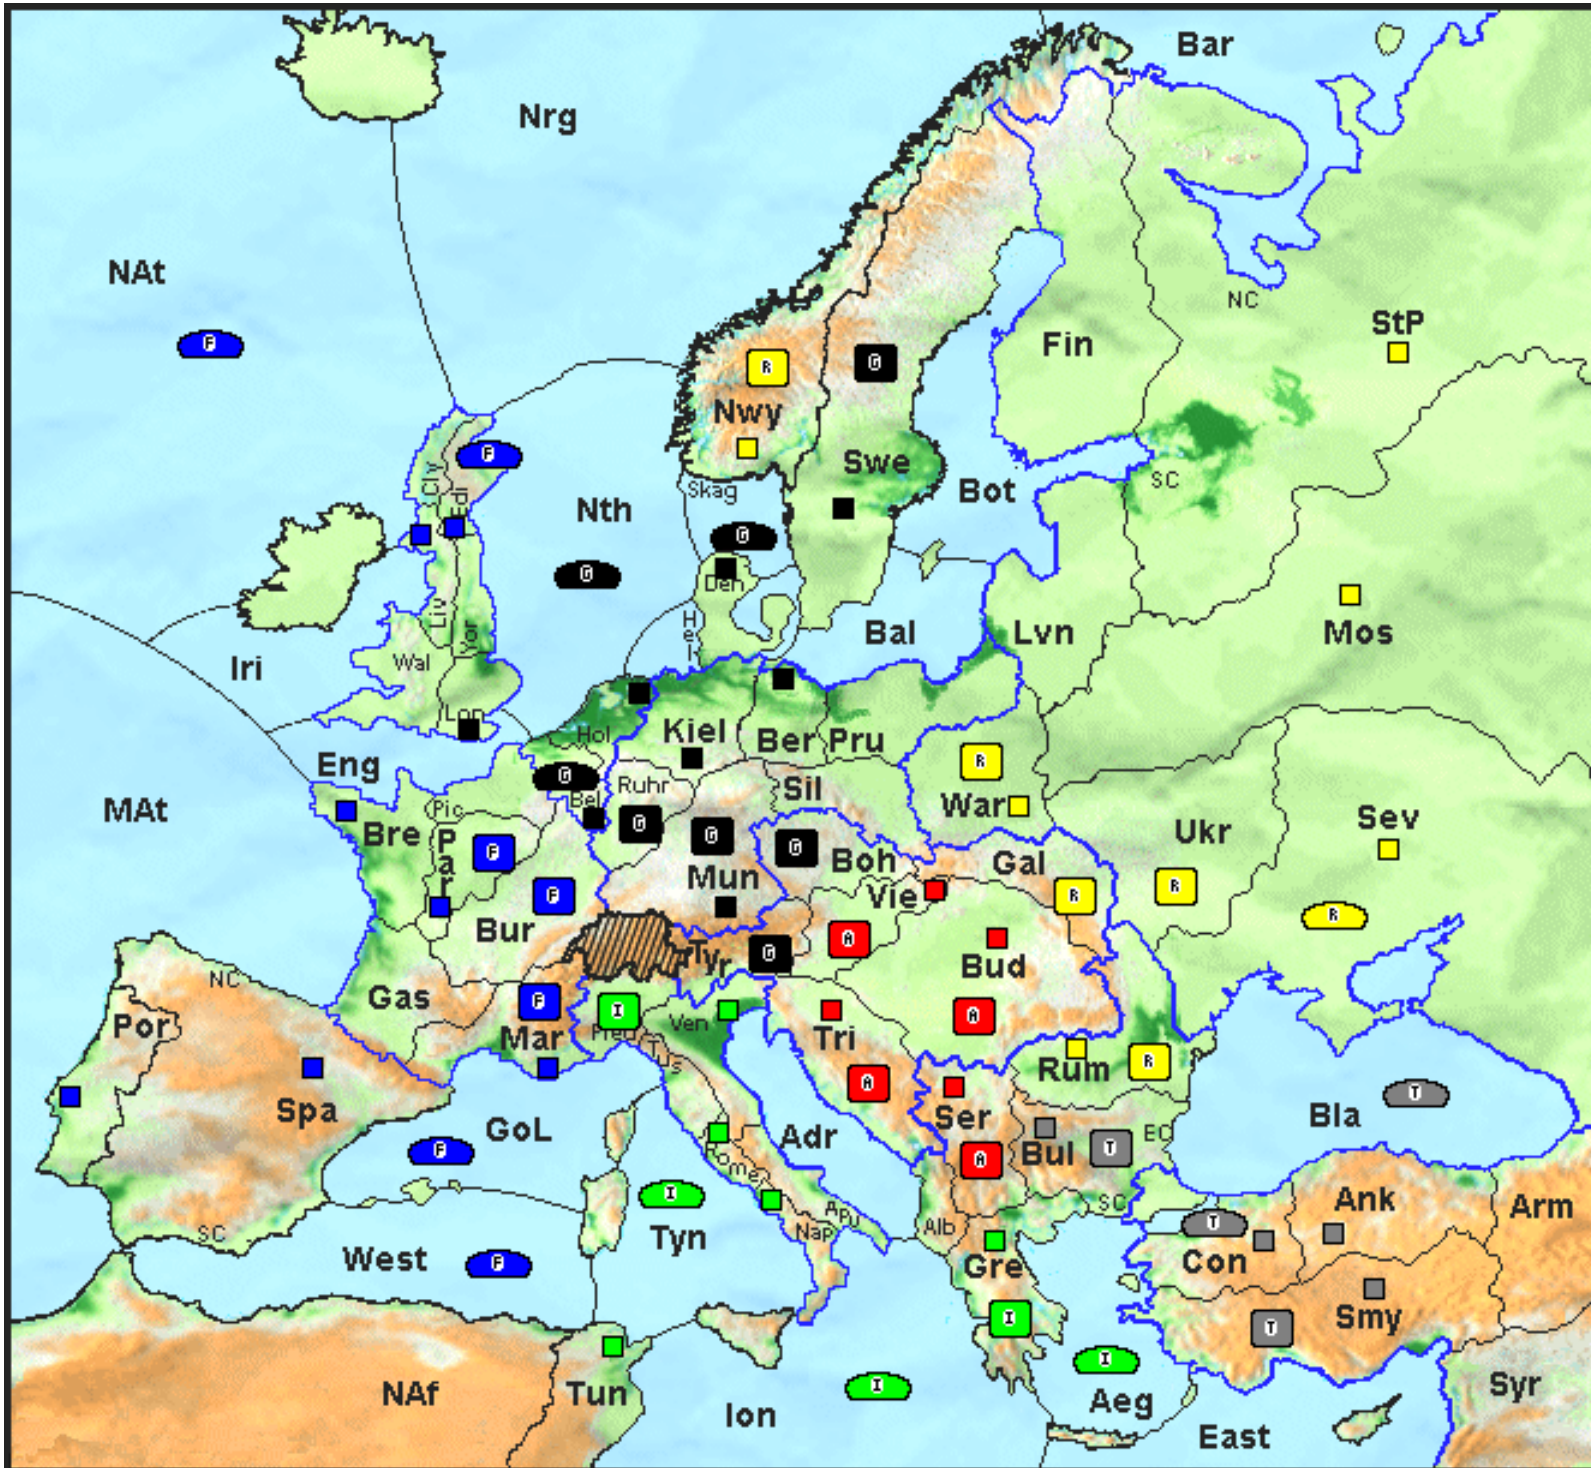 Bar
Nrg
NAt
NC
StP
F
Fin
R
G
Nwy
Swe
F
Cly
Edi
Skag
Bot
SC
Nth
G
G
Den
Hel
Liv
Yor
Bal
Lvn
Mos
Iri
Wal
Lon
Hol
Kiel
Ber
Pru
Eng
R
G
Ruhr
Sil
War
MAt
Pic
Bel
Bre
Par
F
G
G
G
Boh
Gal
Ukr
Sev
Mun
Vie
R
R
R
F
Bur
A
Tyr
G
Bud
NC
Gas
F
I
Por
Mar
Pied
Ven
Tri
A
Tus
Rum
R
A
Ser
Spa
GoL
Adr
Bla
T
F
Rome
A
Bul
T
EC
I
Ank
Arm
SC
Apu
Alb
SC
T
West
F
Tyn
Nap
Gre
Con
I
T
Smy
NAf
Tun
I
I
Ion
Aeg
Syr
East